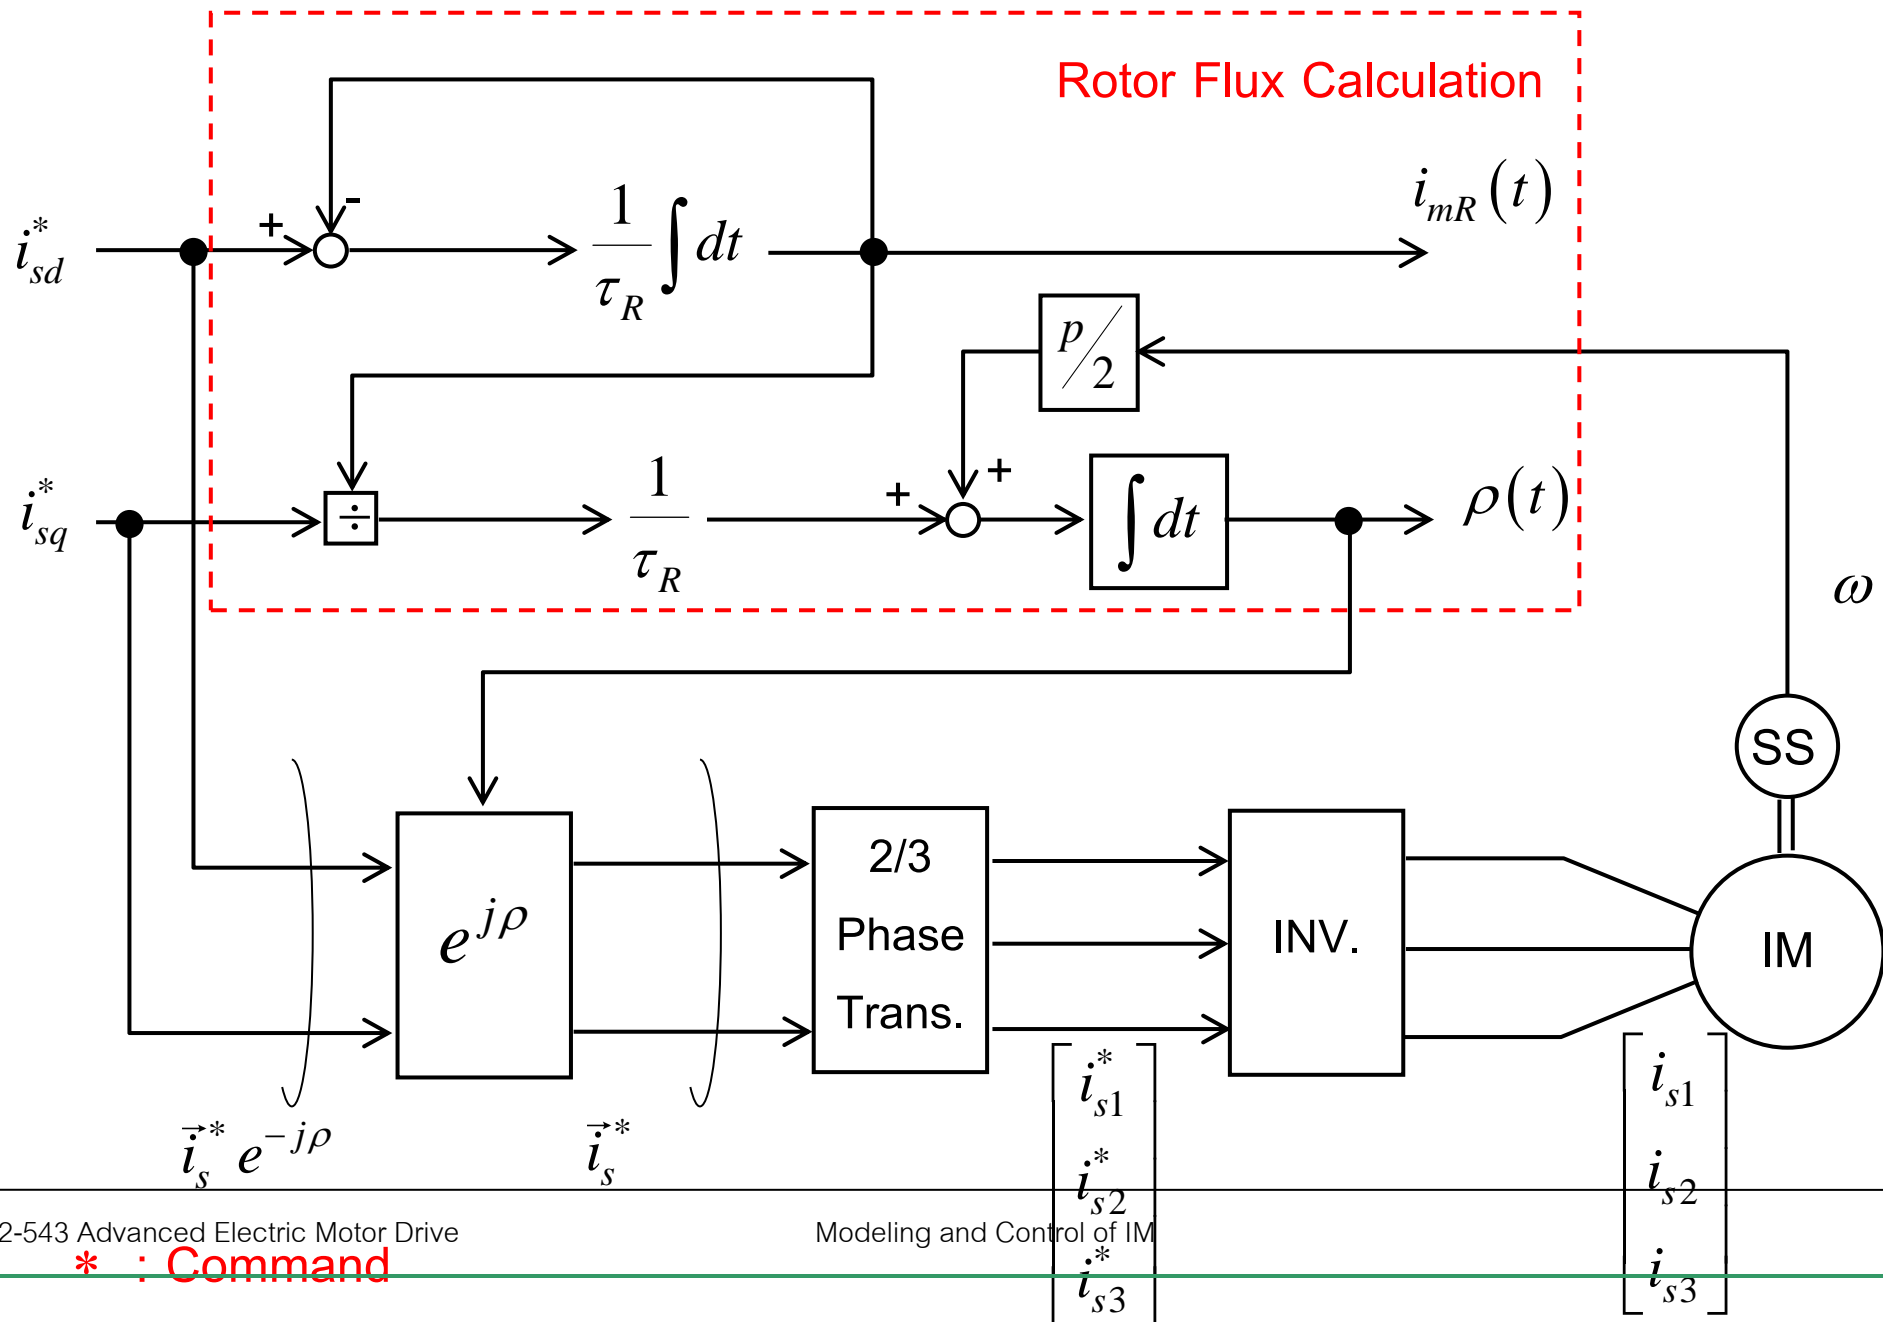 Rotor Flux Calculation
i*sd
+
-
1/τR ∫ dt
imR(t)
p/2
i*sq
÷
1/τR
+
+
∫ dt
ρ(t)
ω
SS
e^jρ
2/3
Phase
Trans.
INV.
IM
i⃗s* e^−jρ
i⃗s*
i*s1
i*s2
i*s3
is1
is2
is3
2-543 Advanced Electric Motor Drive
Modeling and Control of IM
* : Command